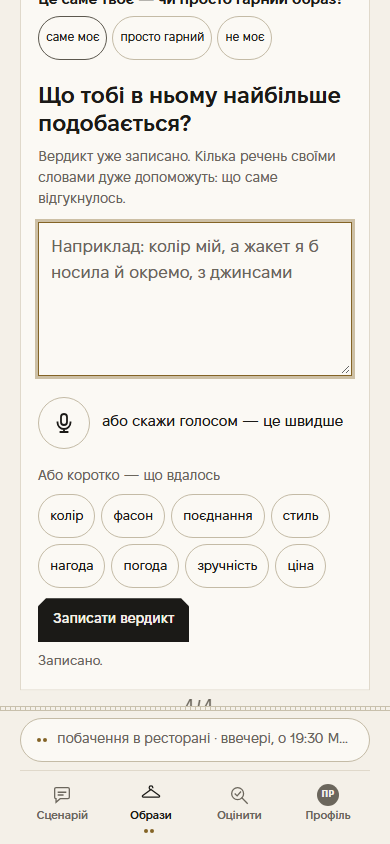 це саме твоє — чи просто гарний образ?
саме моє просто гарний не моє
Що тобі в ньому найбільше
подобається?
Вердикт уже записано. Кілька речень своїми
словами дуже допоможуть: що саме
відгукнулось.
Наприклад: колір мій, а жакет я б
носила й окремо, з джинсами
або скажи голосом — це швидше
Або коротко — що вдалось
колір фасон поєднання стиль
нагода погода зручність ціна
Записати вердикт
Записано.
4/4
побачення в ресторані · ввечері, о 19:30 М...
ПР
Сценарій Образи Оцінити Профіль